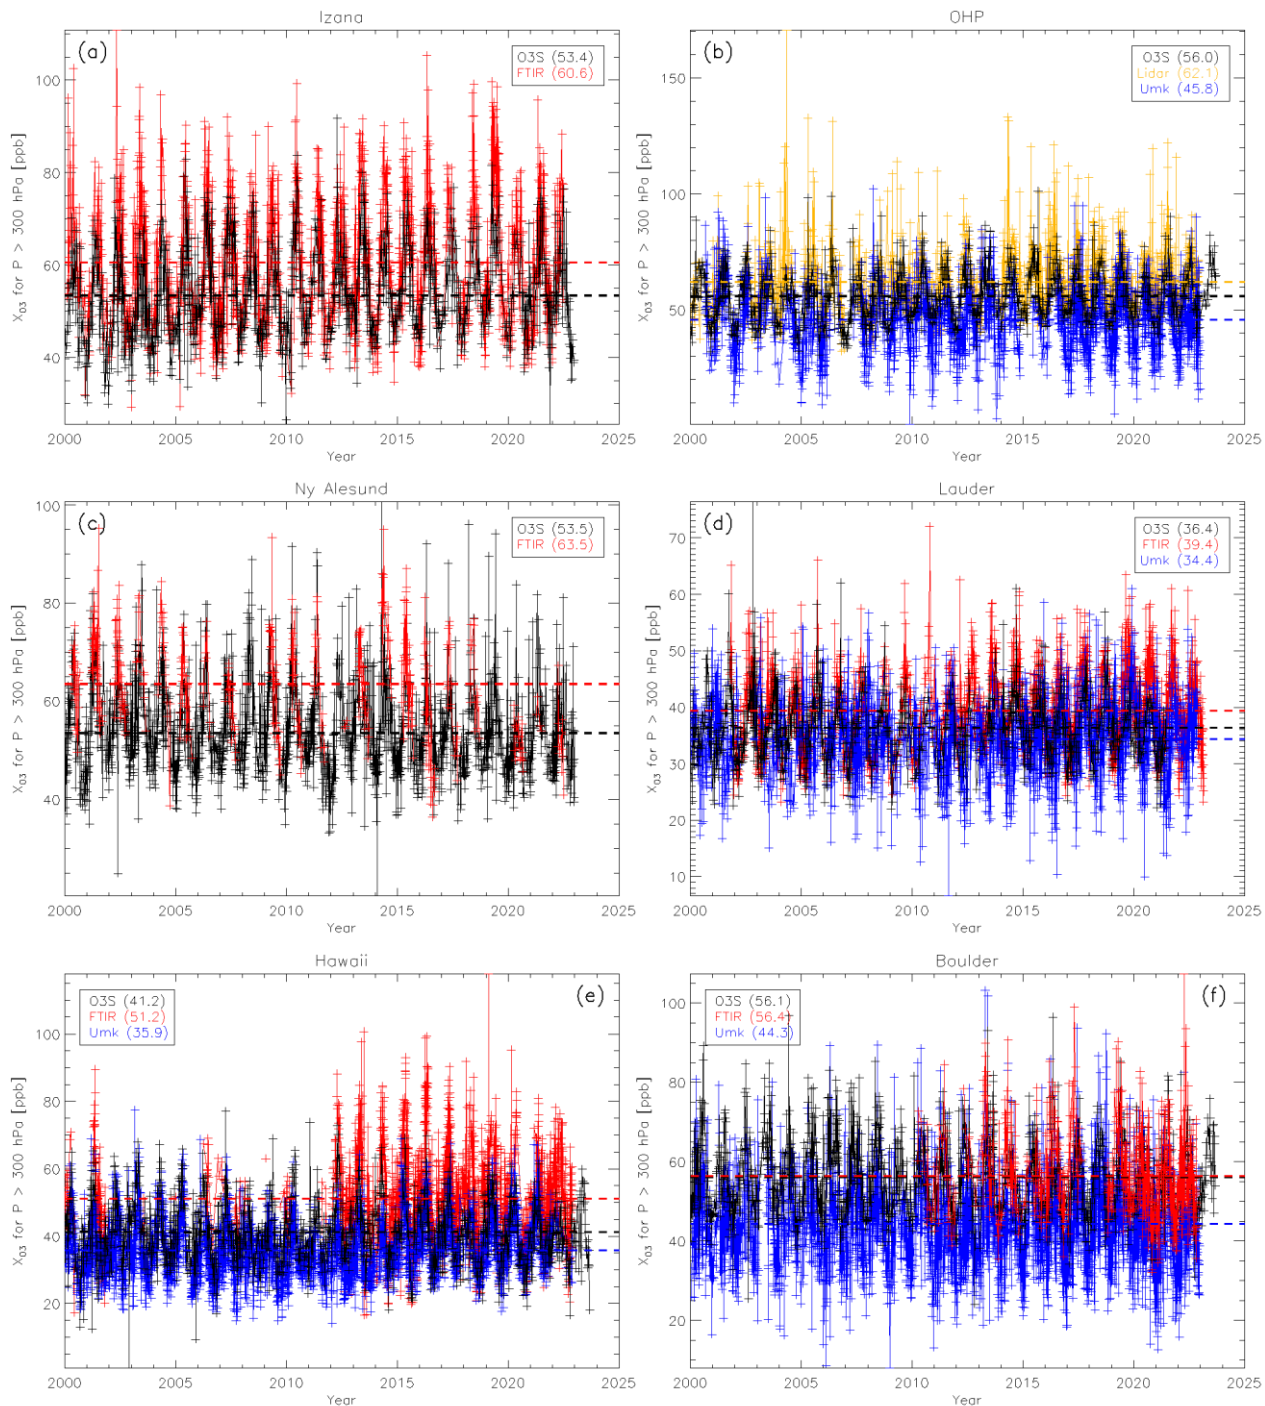 Izana
(a)
O3S (53.4)
FTIR (60.6)
X03 for P > 300 hPa [ppb]
100
80
60
40
2000 2005 2010 2015 2020 2025
Year
OHP
(b)
O3S (56.0)
Lidar (62.1)
Umk (45.8)
X03 for P > 300 hPa [ppb]
150
100
50
2000 2005 2010 2015 2020 2025
Year
Ny Alesund
(c)
O3S (53.5)
FTIR (63.5)
X03 for P > 300 hPa [ppb]
100
80
60
40
2000 2005 2010 2015 2020 2025
Year
Lauder
(d)
O3S (36.4)
FTIR (39.4)
Umk (34.4)
X03 for P > 300 hPa [ppb]
70
60
50
40
30
20
10
2000 2005 2010 2015 2020 2025
Year
Hawaii
(e)
O3S (41.2)
FTIR (51.2)
Umk (35.9)
X03 for P > 300 hPa [ppb]
100
80
60
40
20
2000 2005 2010 2015 2020 2025
Year
Boulder
(f)
O3S (56.1)
FTIR (56.4)
Umk (44.3)
X03 for P > 300 hPa [ppb]
100
80
60
40
20
2000 2005 2010 2015 2020 2025
Year